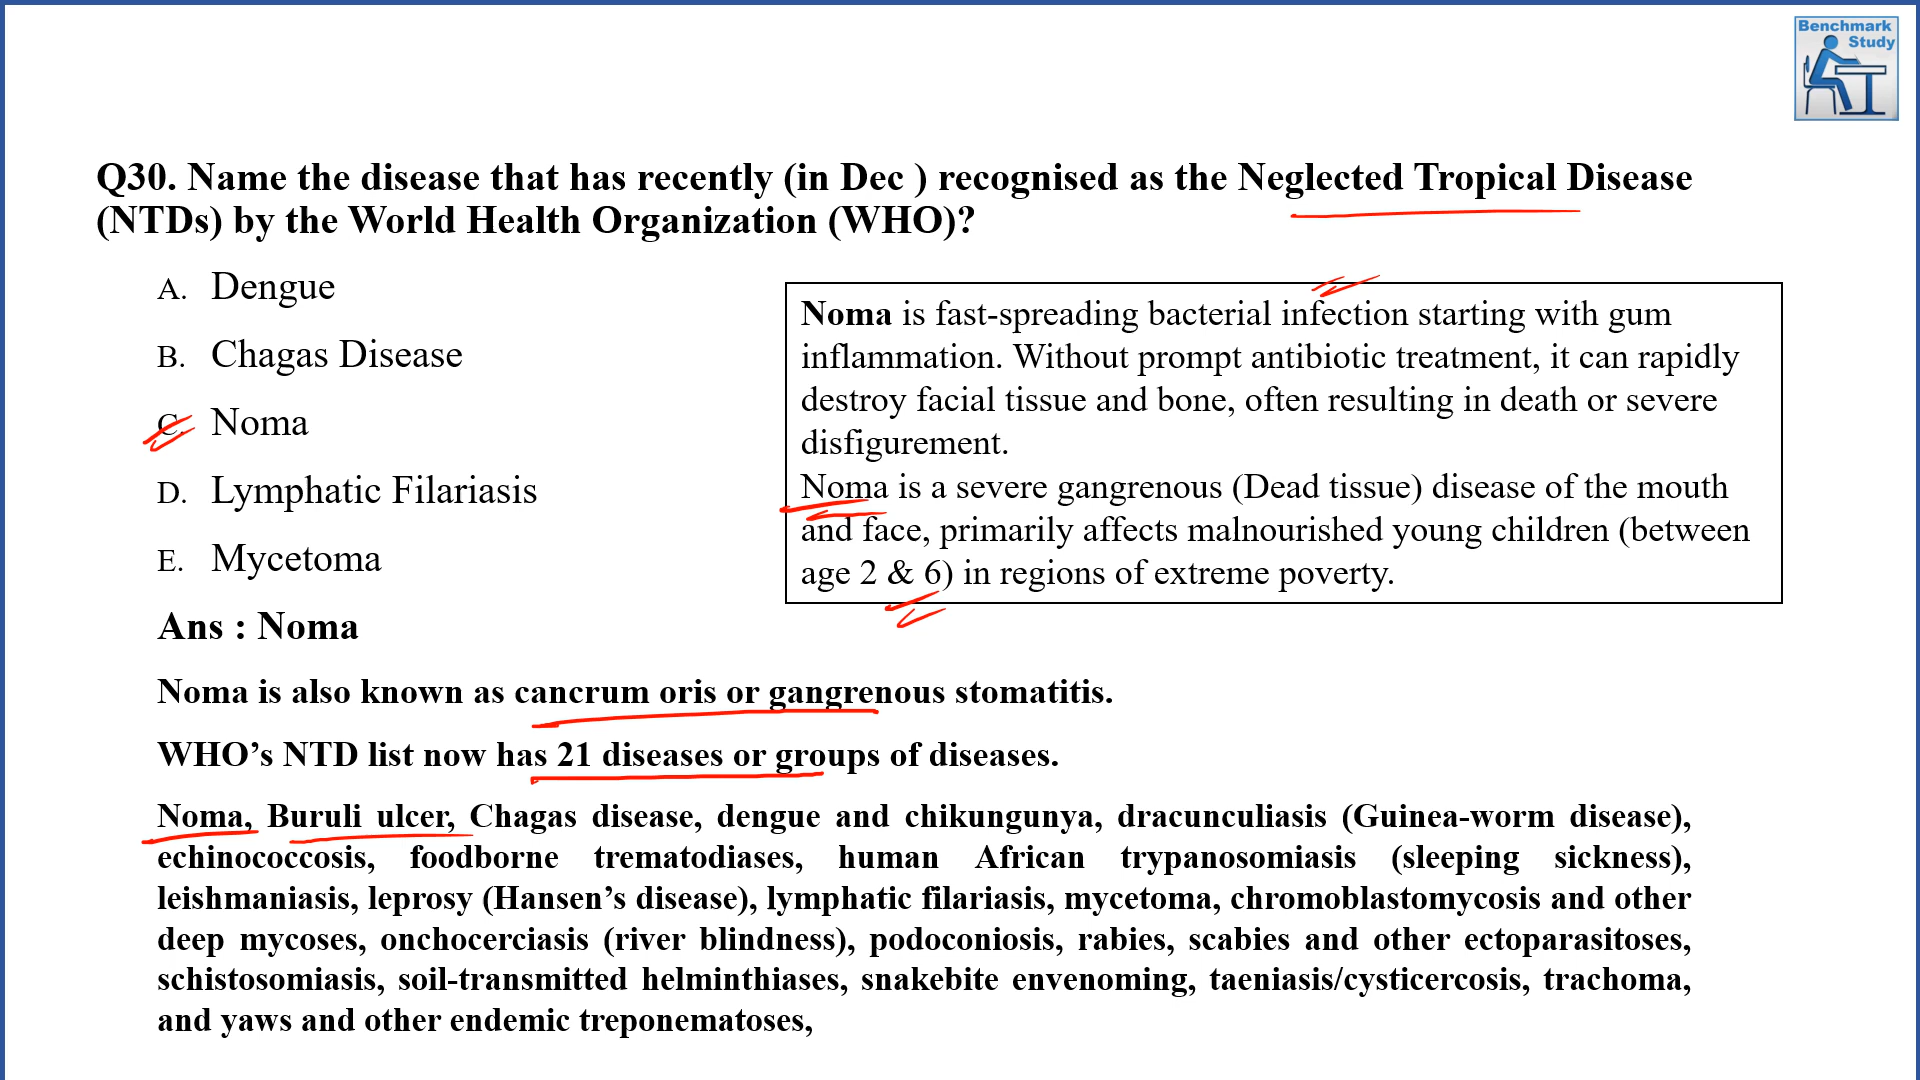 Benchmark
Study
Q30. Name the disease that has recently (in Dec ) recognised as the Neglected Tropical Disease
(NTDs) by the World Health Organization (WHO)?
A. Dengue
B. Chagas Disease
C. Noma
D. Lymphatic Filariasis
E. Mycetoma
Ans : Noma
Noma is fast-spreading bacterial infection starting with gum
inflammation. Without prompt antibiotic treatment, it can rapidly
destroy facial tissue and bone, often resulting in death or severe
disfigurement.
Noma is a severe gangrenous (Dead tissue) disease of the mouth
and face, primarily affects malnourished young children (between
age 2 & 6) in regions of extreme poverty.
Noma is also known as cancrum oris or gangrenous stomatitis.
WHO’s NTD list now has 21 diseases or groups of diseases.
Noma, Buruli ulcer, Chagas disease, dengue and chikungunya, dracunculiasis (Guinea-worm disease),
echinococcosis, foodborne trematodiases, human African trypanosomiasis (sleeping sickness),
leishmaniasis, leprosy (Hansen’s disease), lymphatic filariasis, mycetoma, chromoblastomycosis and other
deep mycoses, onchocerciasis (river blindness), podoconiosis, rabies, scabies and other ectoparasitoses,
schistosomiasis, soil-transmitted helminthiases, snakebite envenoming, taeniasis/cysticercosis, trachoma,
and yaws and other endemic treponematoses,